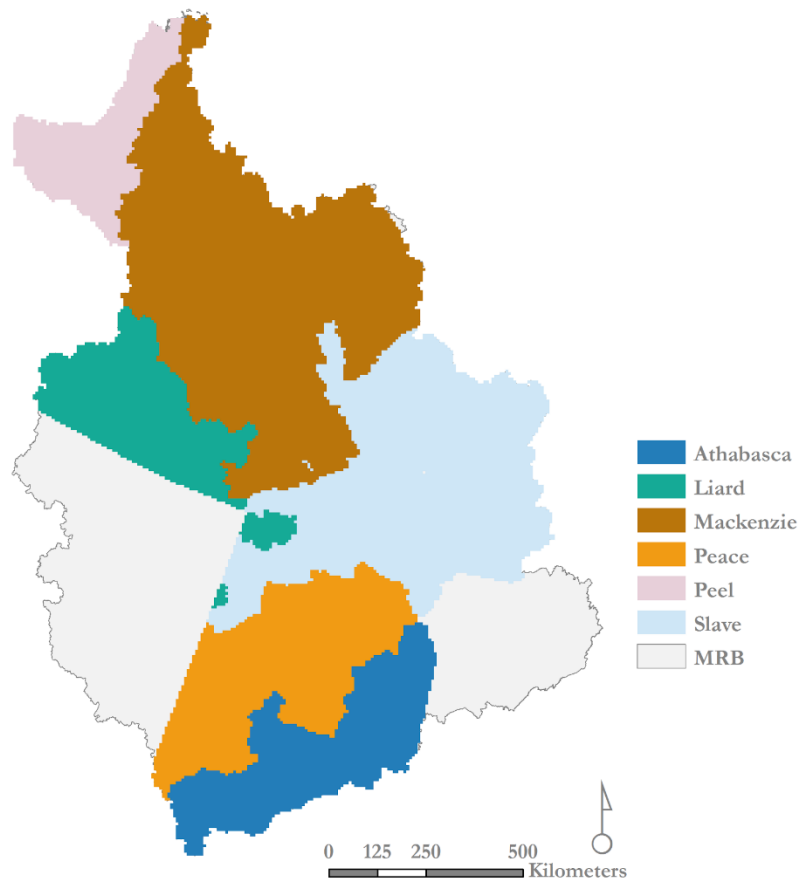 Athabasca
Liard
Mackenzie
Peace
Peel
Slave
MRB
0 125 250 500
Kilometers